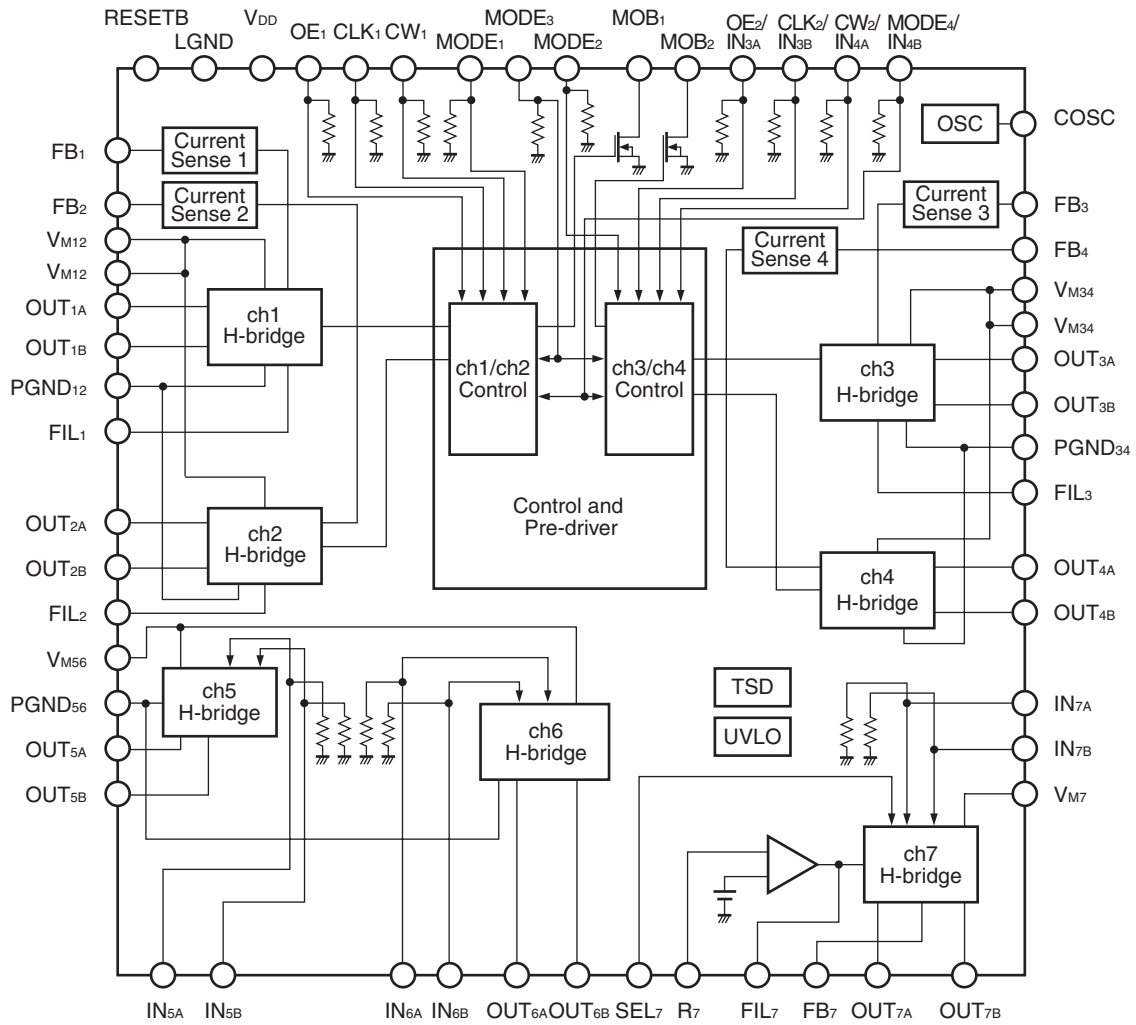 RESETB
LGND
VDD
OE1
CLK1
CW1
MODE1
MODE3
MODE2
MOB1
MOB2
OE2/
IN3A
CLK2/
IN3B
CW2/
IN4A
MODE4/
IN4B
OSC
COSC
FB1
Current
Sense 1
FB2
Current
Sense 2
VM12
VM12
OUT1A
OUT1B
PGND12
FIL1
ch1
H-bridge
OUT2A
OUT2B
FIL2
ch2
H-bridge
ch1/ch2
Control
ch3/ch4
Control
Control and
Pre-driver
Current
Sense 3
FB3
Current
Sense 4
FB4
VM34
VM34
OUT3A
OUT3B
PGND34
FIL3
ch3
H-bridge
ch4
H-bridge
OUT4A
OUT4B
VM56
PGND56
OUT5A
OUT5B
ch5
H-bridge
ch6
H-bridge
TSD
UVLO
IN7A
IN7B
VM7
ch7
H-bridge
IN5A
IN5B
IN6A
IN6B
OUT6A
OUT6B
SEL7
R7
FIL7
FB7
OUT7A
OUT7B